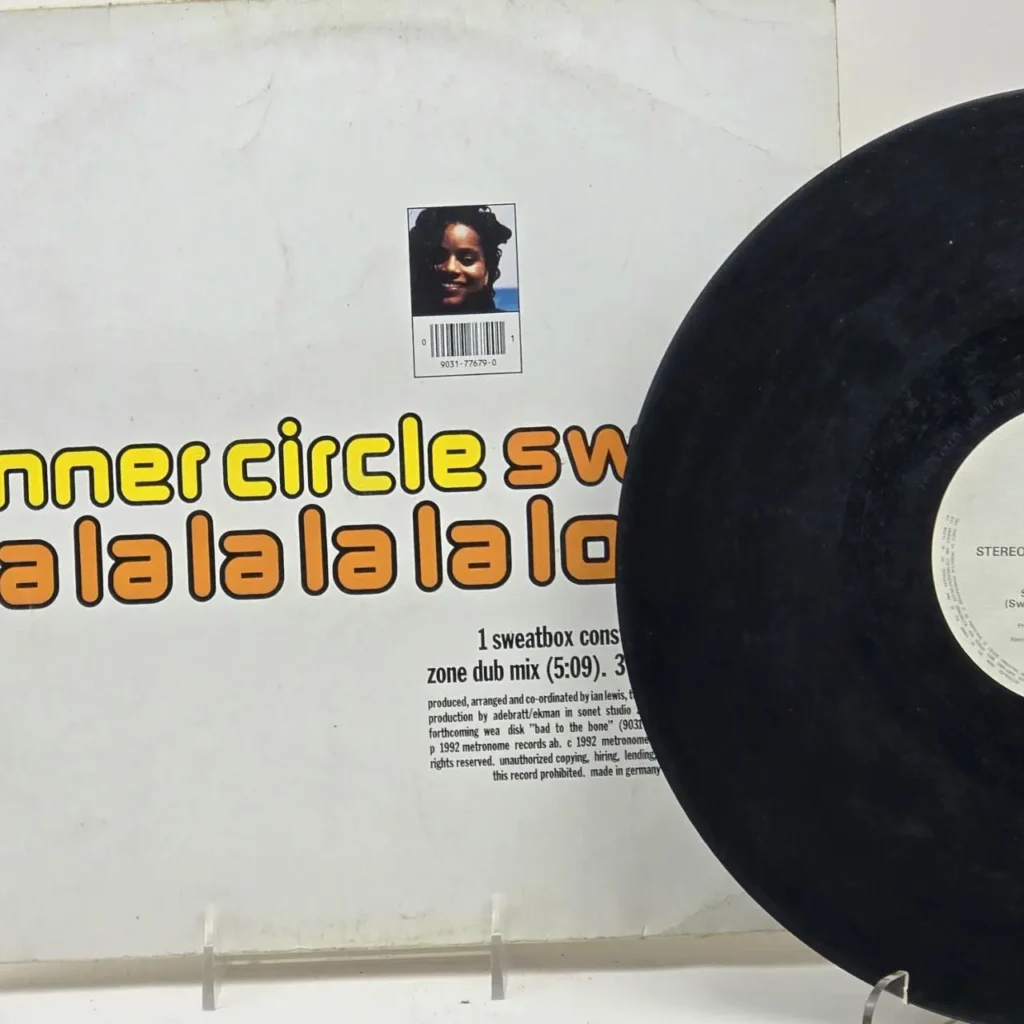 0 1
9031-77679-0
nner circle sw
a la la la la lo
1 sweatbox cons
zone dub mix (5:09). 3
produced, arranged and co-ordinated by ian lewis, t
production by adebratt/ekman in sonet studio
forthcoming wea disk "bad to the bone" (9031
p 1992 metronome records ab. c 1992 metronome
rights reserved. unauthorized copying, hiring, lending
this record prohibited. made in germany
STEREO
S
(Sw